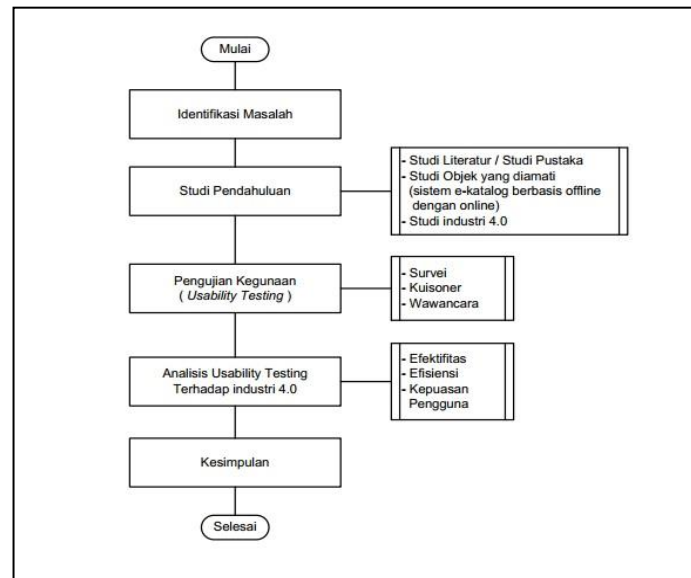 Mulai
Identifikasi Masalah
Studi Pendahuluan
- Studi Literatur / Studi Pustaka
- Studi Objek yang diamati
(sistem e-katalog berbasis offline
dengan online)
- Studi industri 4.0
Pengujian Kegunaan
( Usability Testing )
- Survei
- Kuisoner
- Wawancara
Analisis Usability Testing
Terhadap industri 4.0
- Efektifitas
- Efisiensi
- Kepuasan
Pengguna
Kesimpulan
Selesai